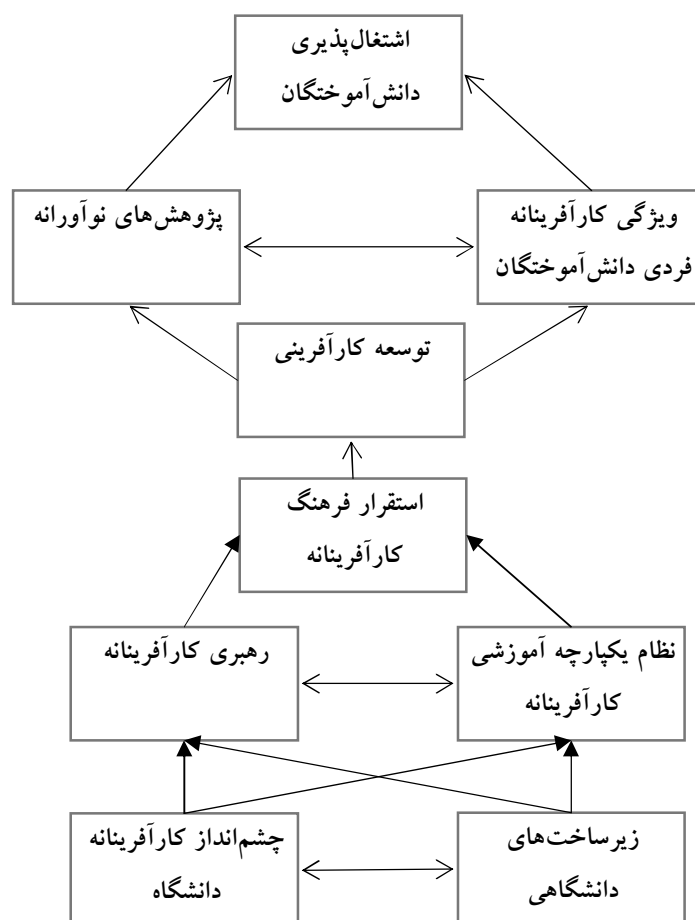 اشتغال‌پذیری
دانش‌آموختگان
ویژگی کارآفرینانه
فردی دانش‌آموختگان
پژوهش‌های نوآورانه
توسعه کارآفرینی
استقرار فرهنگ
کارآفرینانه
نظام یکپارچه آموزشی
کارآفرینانه
رهبری کارآفرینانه
زیرساخت‌های
دانشگاهی
چشم‌انداز کارآفرینانه
دانشگاه